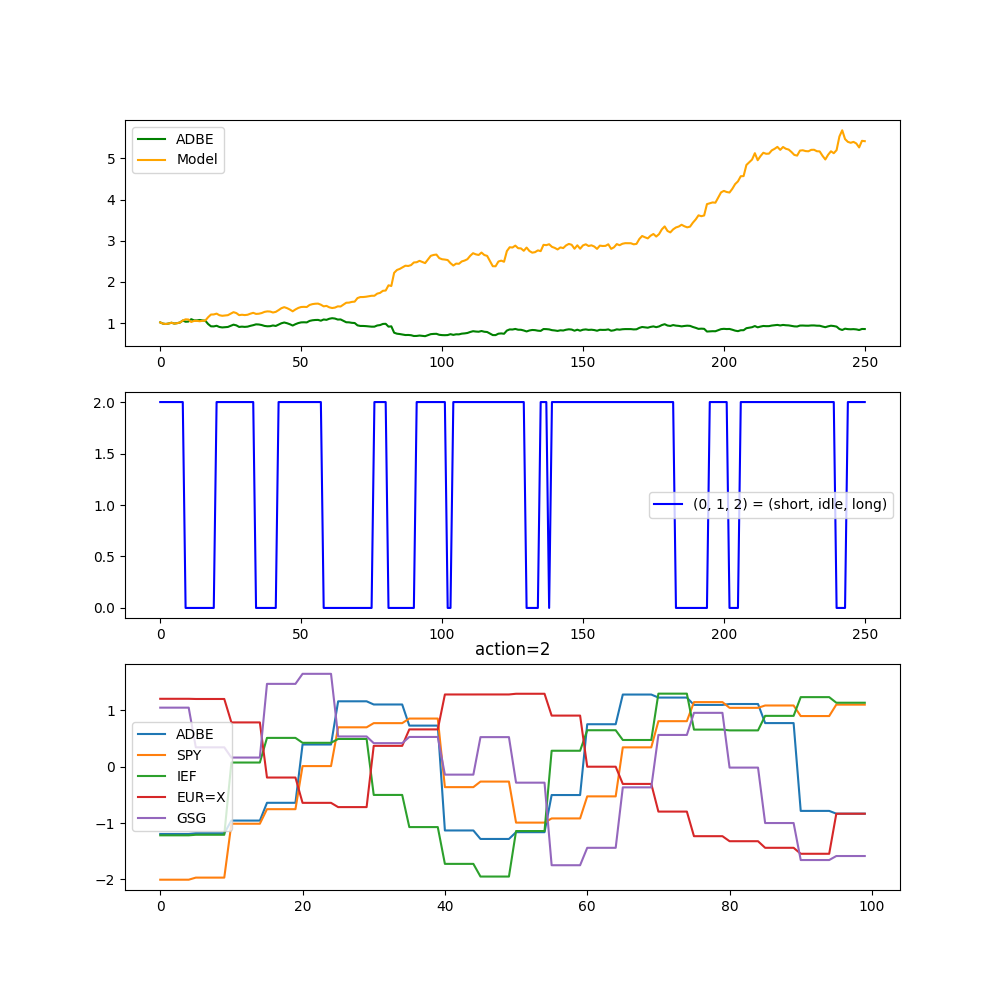 ADBE
Model
5
4
3
2
1
0 50 100 150 200 250
2.0
1.5
1.0
0.5
0.0
(0, 1, 2) = (short, idle, long)
0 50 100 150 200 250
action=2
1
0
−1
−2
ADBE
SPY
IEF
EUR=X
GSG
0 20 40 60 80 100